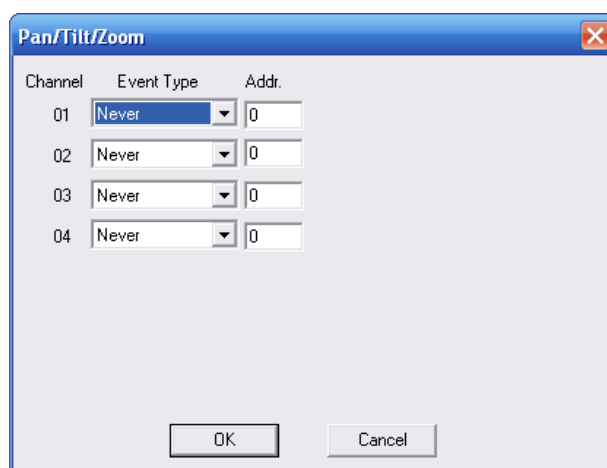 Pan/Tilt/Zoom
Channel Event Type Addr.
01 Never 0
02 Never 0
03 Never 0
04 Never 0
OK Cancel